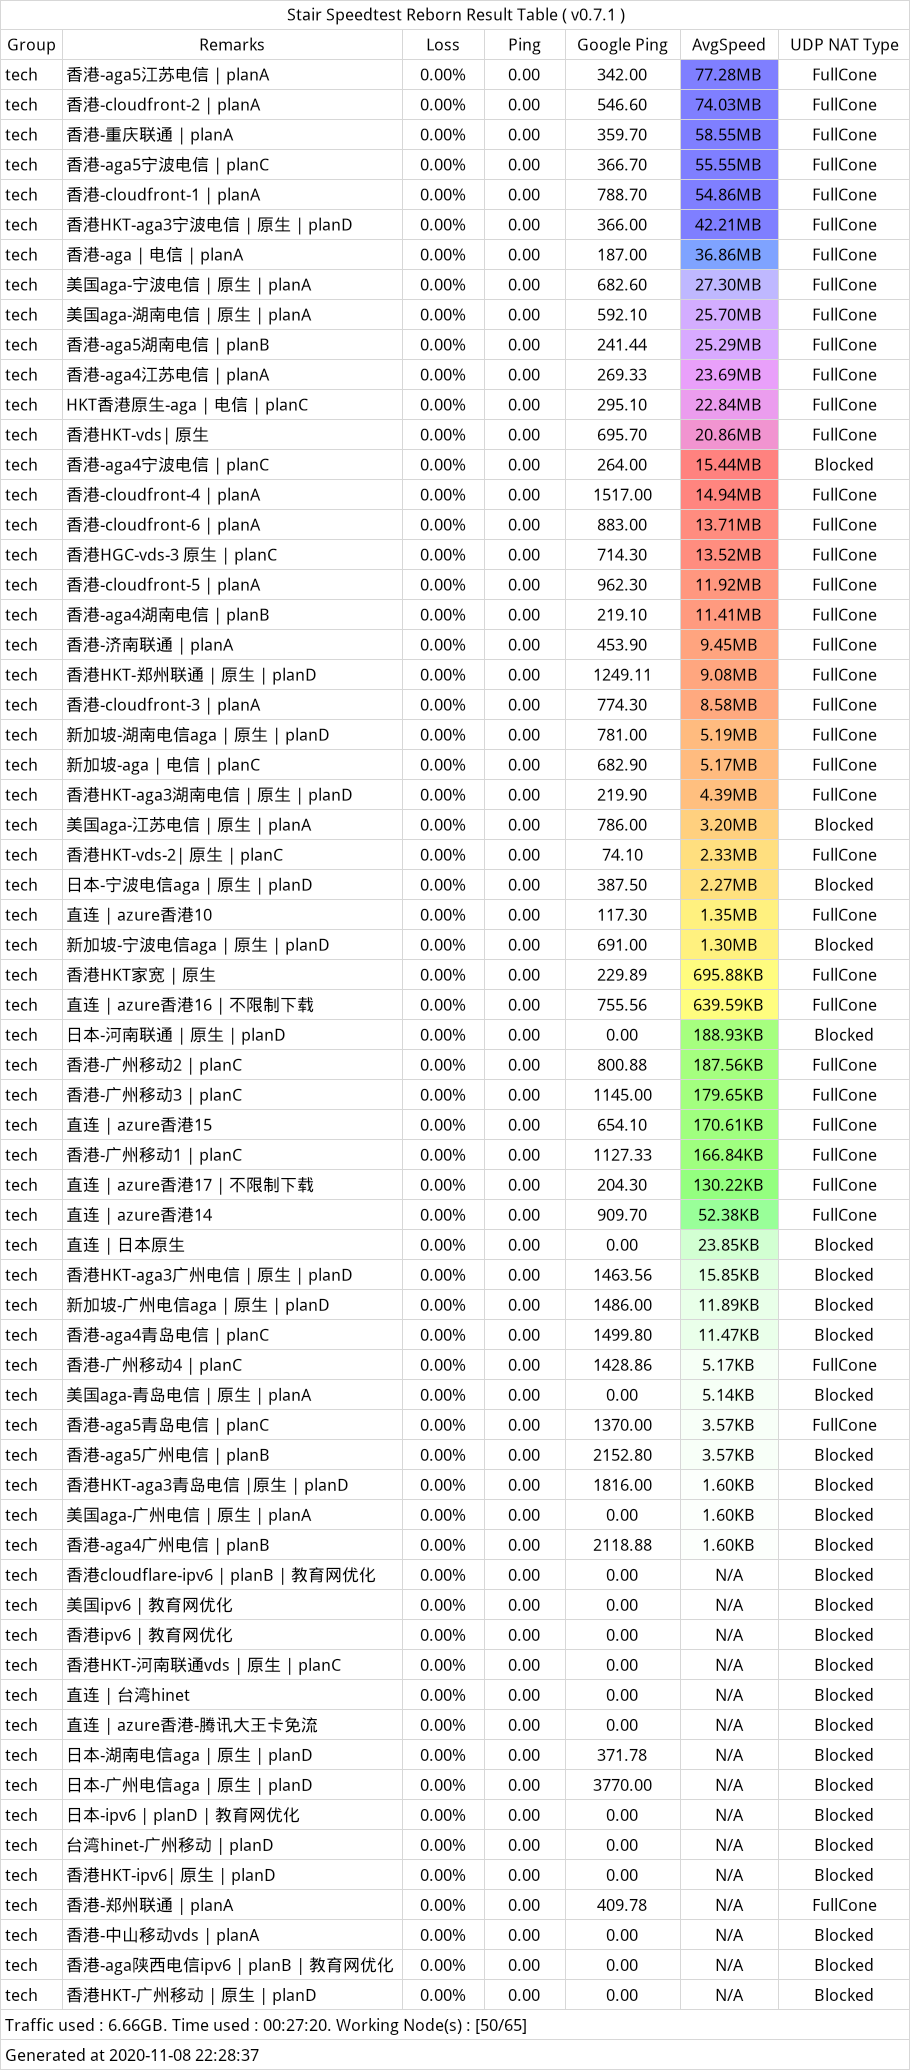 Stair Speedtest Reborn Result Table ( v0.7.1 )
Group Remarks Loss Ping Google Ping AvgSpeed UDP NAT Type
tech 香港-aga5江苏电信 | planA 0.00% 0.00 342.00 77.28MB FullCone
tech 香港-cloudfront-2 | planA 0.00% 0.00 546.60 74.03MB FullCone
tech 香港-重庆联通 | planA 0.00% 0.00 359.70 58.55MB FullCone
tech 香港-aga5宁波电信 | planC 0.00% 0.00 366.70 55.55MB FullCone
tech 香港-cloudfront-1 | planA 0.00% 0.00 788.70 54.86MB FullCone
tech 香港HKT-aga3宁波电信 | 原生 | planD 0.00% 0.00 366.00 42.21MB FullCone
tech 香港-aga | 电信 | planA 0.00% 0.00 187.00 36.86MB FullCone
tech 美国aga-宁波电信 | 原生 | planA 0.00% 0.00 682.60 27.30MB FullCone
tech 美国aga-湖南电信 | 原生 | planA 0.00% 0.00 592.10 25.70MB FullCone
tech 香港-aga5湖南电信 | planB 0.00% 0.00 241.44 25.29MB FullCone
tech 香港-aga4江苏电信 | planA 0.00% 0.00 269.33 23.69MB FullCone
tech HKT香港原生-aga | 电信 | planC 0.00% 0.00 295.10 22.84MB FullCone
tech 香港HKT-vds| 原生 0.00% 0.00 695.70 20.86MB FullCone
tech 香港-aga4宁波电信 | planC 0.00% 0.00 264.00 15.44MB Blocked
tech 香港-cloudfront-4 | planA 0.00% 0.00 1517.00 14.94MB FullCone
tech 香港-cloudfront-6 | planA 0.00% 0.00 883.00 13.71MB FullCone
tech 香港HGC-vds-3 原生 | planC 0.00% 0.00 714.30 13.52MB FullCone
tech 香港-cloudfront-5 | planA 0.00% 0.00 962.30 11.92MB FullCone
tech 香港-aga4湖南电信 | planB 0.00% 0.00 219.10 11.41MB FullCone
tech 香港-济南联通 | planA 0.00% 0.00 453.90 9.45MB FullCone
tech 香港HKT-郑州联通 | 原生 | planD 0.00% 0.00 1249.11 9.08MB FullCone
tech 香港-cloudfront-3 | planA 0.00% 0.00 774.30 8.58MB FullCone
tech 新加坡-湖南电信aga | 原生 | planD 0.00% 0.00 781.00 5.19MB FullCone
tech 新加坡-aga | 电信 | planC 0.00% 0.00 682.90 5.17MB FullCone
tech 香港HKT-aga3湖南电信 | 原生 | planD 0.00% 0.00 219.90 4.39MB FullCone
tech 美国aga-江苏电信 | 原生 | planA 0.00% 0.00 786.00 3.20MB Blocked
tech 香港HKT-vds-2| 原生 | planC 0.00% 0.00 74.10 2.33MB FullCone
tech 日本-宁波电信aga | 原生 | planD 0.00% 0.00 387.50 2.27MB Blocked
tech 直连 | azure香港10 0.00% 0.00 117.30 1.35MB FullCone
tech 新加坡-宁波电信aga | 原生 | planD 0.00% 0.00 691.00 1.30MB Blocked
tech 香港HKT家宽 | 原生 0.00% 0.00 229.89 695.88KB FullCone
tech 直连 | azure香港16 | 不限制下载 0.00% 0.00 755.56 639.59KB FullCone
tech 日本-河南联通 | 原生 | planD 0.00% 0.00 0.00 188.93KB Blocked
tech 香港-广州移动2 | planC 0.00% 0.00 800.88 187.56KB FullCone
tech 香港-广州移动3 | planC 0.00% 0.00 1145.00 179.65KB FullCone
tech 直连 | azure香港15 0.00% 0.00 654.10 170.61KB FullCone
tech 香港-广州移动1 | planC 0.00% 0.00 1127.33 166.84KB FullCone
tech 直连 | azure香港17 | 不限制下载 0.00% 0.00 204.30 130.22KB FullCone
tech 直连 | azure香港14 0.00% 0.00 909.70 52.38KB FullCone
tech 直连 | 日本原生 0.00% 0.00 0.00 23.85KB Blocked
tech 香港HKT-aga3广州电信 | 原生 | planD 0.00% 0.00 1463.56 15.85KB Blocked
tech 新加坡-广州电信aga | 原生 | planD 0.00% 0.00 1486.00 11.89KB Blocked
tech 香港-aga4青岛电信 | planC 0.00% 0.00 1499.80 11.47KB Blocked
tech 香港-广州移动4 | planC 0.00% 0.00 1428.86 5.17KB FullCone
tech 美国aga-青岛电信 | 原生 | planA 0.00% 0.00 0.00 5.14KB Blocked
tech 香港-aga5青岛电信 | planC 0.00% 0.00 1370.00 3.57KB FullCone
tech 香港-aga5广州电信 | planB 0.00% 0.00 2152.80 3.57KB Blocked
tech 香港HKT-aga3青岛电信 |原生 | planD 0.00% 0.00 1816.00 1.60KB Blocked
tech 美国aga-广州电信 | 原生 | planA 0.00% 0.00 0.00 1.60KB Blocked
tech 香港-aga4广州电信 | planB 0.00% 0.00 2118.88 1.60KB Blocked
tech 香港cloudflare-ipv6 | planB | 教育网优化 0.00% 0.00 0.00 N/A Blocked
tech 美国ipv6 | 教育网优化 0.00% 0.00 0.00 N/A Blocked
tech 香港ipv6 | 教育网优化 0.00% 0.00 0.00 N/A Blocked
tech 香港HKT-河南联通vds | 原生 | planC 0.00% 0.00 0.00 N/A Blocked
tech 直连 | 台湾hinet 0.00% 0.00 0.00 N/A Blocked
tech 直连 | azure香港-腾讯大王卡免流 0.00% 0.00 0.00 N/A Blocked
tech 日本-湖南电信aga | 原生 | planD 0.00% 0.00 371.78 N/A Blocked
tech 日本-广州电信aga | 原生 | planD 0.00% 0.00 3770.00 N/A Blocked
tech 日本-ipv6 | planD | 教育网优化 0.00% 0.00 0.00 N/A Blocked
tech 台湾hinet-广州移动 | planD 0.00% 0.00 0.00 N/A Blocked
tech 香港HKT-ipv6| 原生 | planD 0.00% 0.00 0.00 N/A Blocked
tech 香港-郑州联通 | planA 0.00% 0.00 409.78 N/A FullCone
tech 香港-中山移动vds | planA 0.00% 0.00 0.00 N/A Blocked
tech 香港-aga陕西电信ipv6 | planB | 教育网优化 0.00% 0.00 0.00 N/A Blocked
tech 香港HKT-广州移动 | 原生 | planD 0.00% 0.00 0.00 N/A Blocked
Traffic used : 6.66GB. Time used : 00:27:20. Working Node(s) : [50/65]
Generated at 2020-11-08 22:28:37